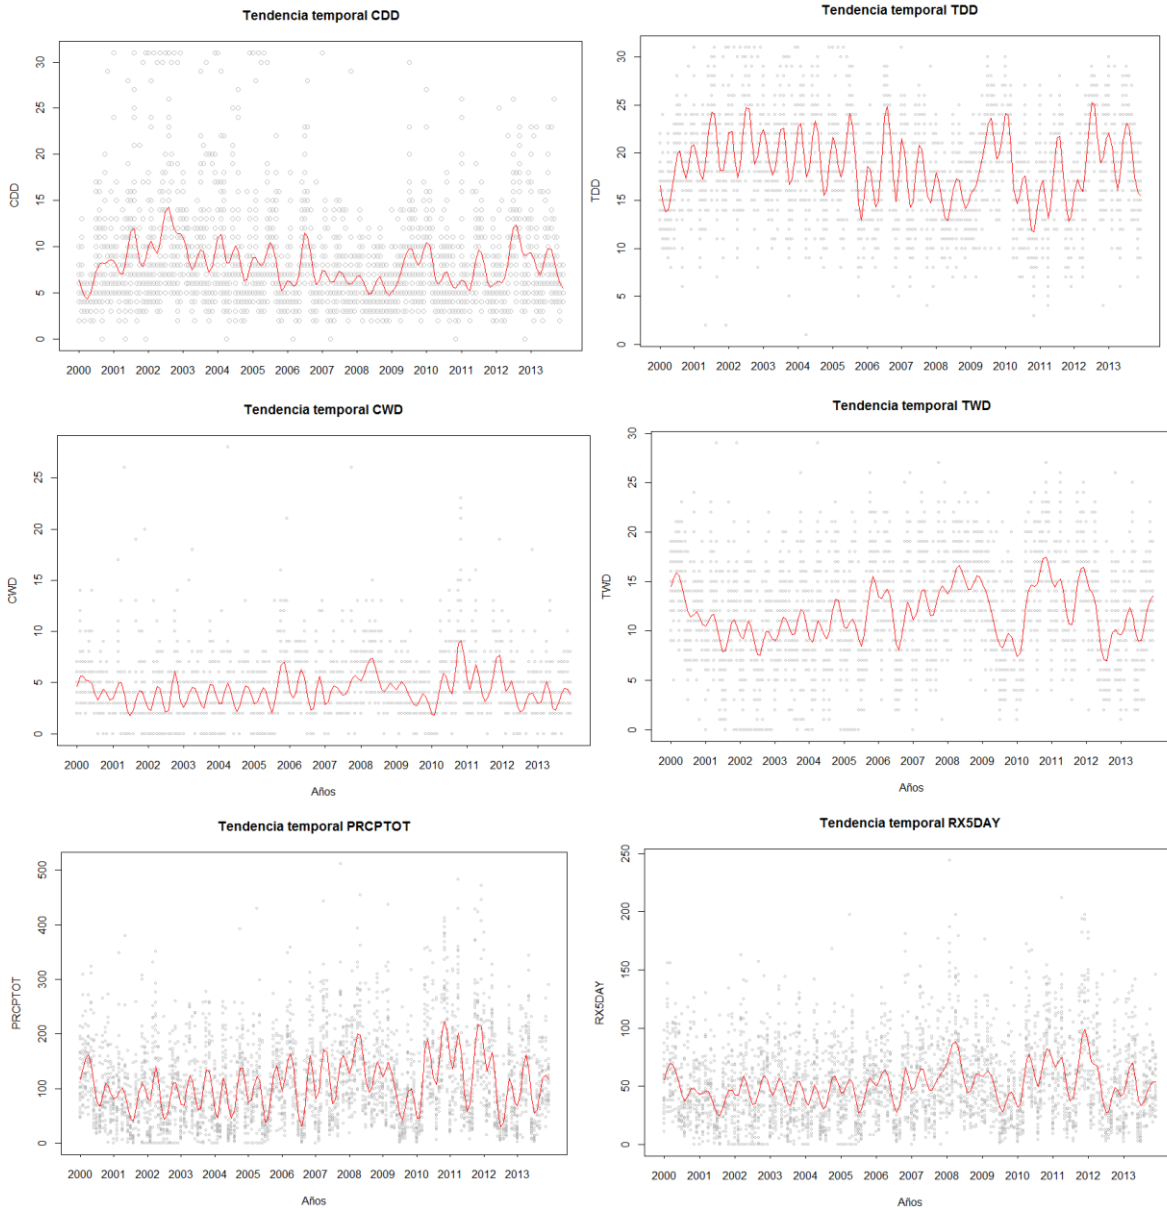 Tendencia temporal CDD
CDD
30
25
20
15
10
5
0
2000 2001 2002 2003 2004 2005 2006 2007 2008 2009 2010 2011 2012 2013
Tendencia temporal TDD
TDD
30
25
20
15
10
5
0
2000 2001 2002 2003 2004 2005 2006 2007 2008 2009 2010 2011 2012 2013
Tendencia temporal CWD
CWD
25
20
15
10
5
0
2000 2001 2002 2003 2004 2005 2006 2007 2008 2009 2010 2011 2012 2013
Años
Tendencia temporal TWD
TWD
30
25
20
15
10
5
0
2000 2001 2002 2003 2004 2005 2006 2007 2008 2009 2010 2011 2012 2013
Años
Tendencia temporal PRCPTOT
PRCPTOT
500
400
300
200
100
0
2000 2001 2002 2003 2004 2005 2006 2007 2008 2009 2010 2011 2012 2013
Años
Tendencia temporal RX5DAY
RX5DAY
250
200
150
100
50
0
2000 2001 2002 2003 2004 2005 2006 2007 2008 2009 2010 2011 2012 2013
Años